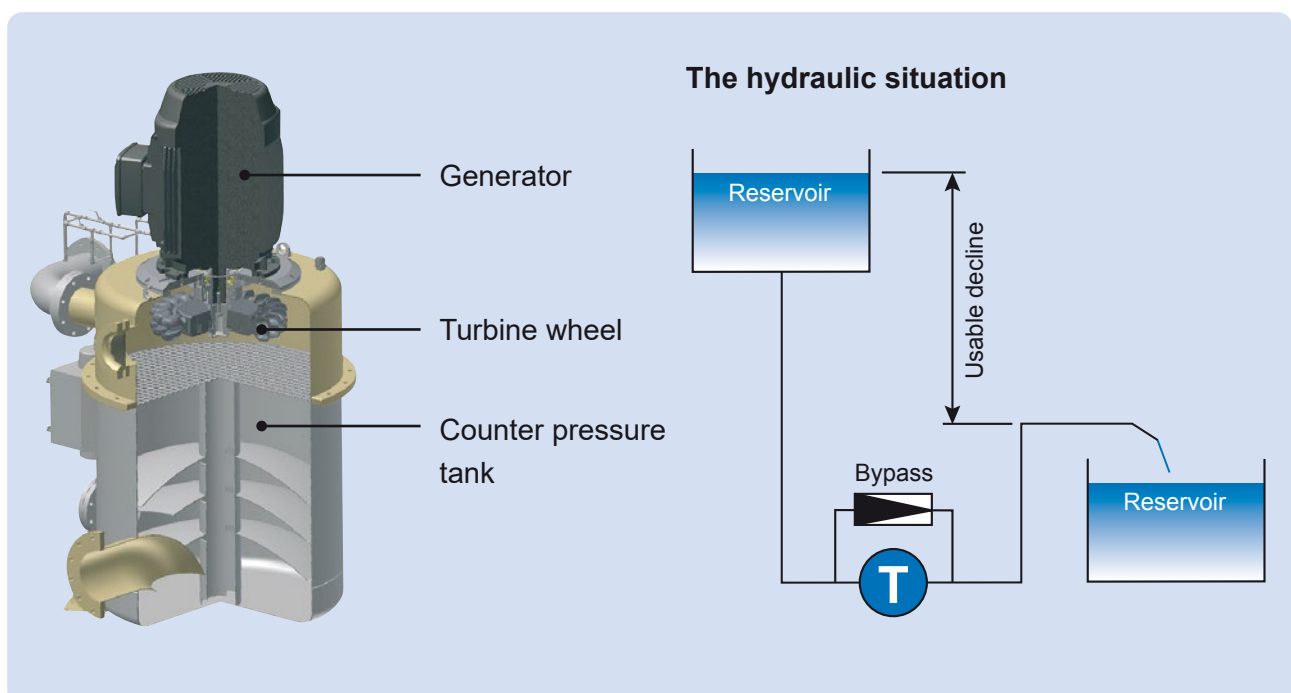 Generator
Turbine wheel
Counter pressure
tank
The hydraulic situation
Reservoir
Usable decline
Bypass
T
Reservoir